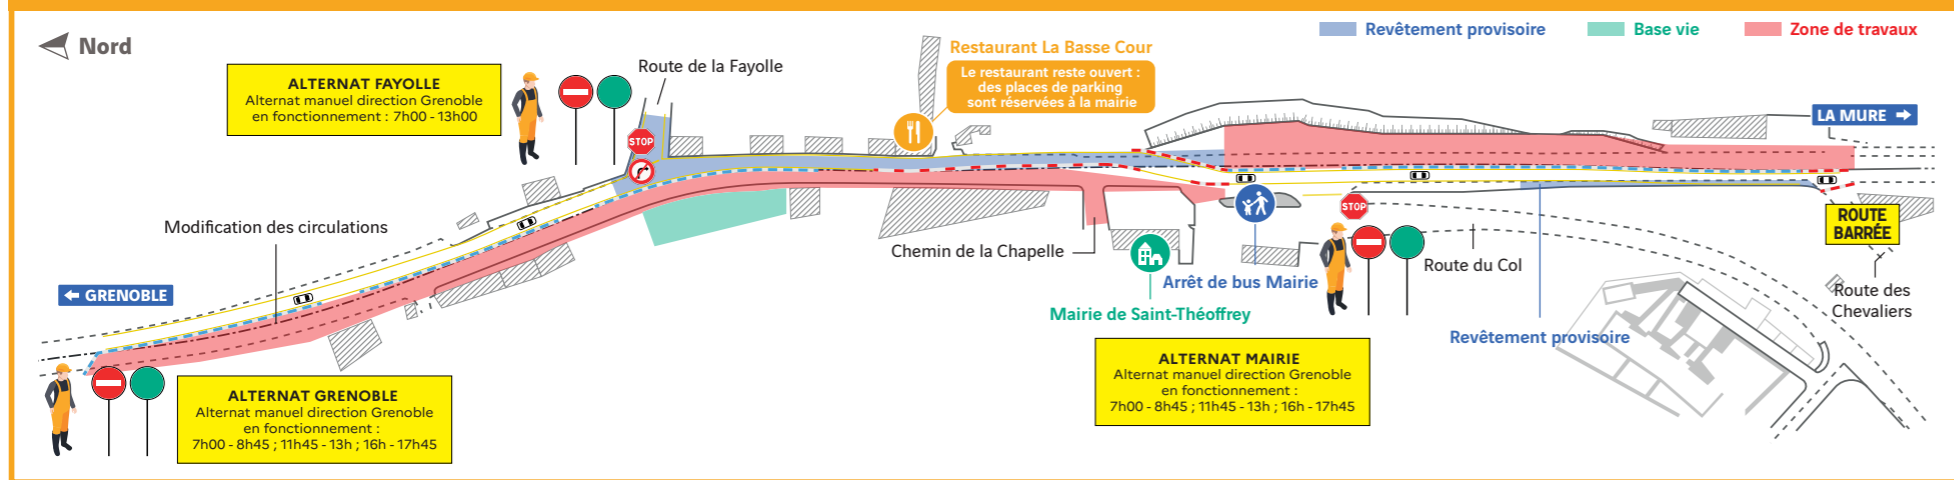 Nord
Revêtement provisoire
Base vie
Zone de travaux
ALTERNAT FAYOLLE
Alternat manuel direction Grenoble
en fonctionnement : 7h00 - 13h00
Route de la Fayolle
STOP
Restaurant La Basse Cour
Le restaurant reste ouvert :
des places de parking
sont réservées à la mairie
LA MURE
Modification des circulations
GRENOBLE
Chemin de la Chapelle
Arrêt de bus Mairie
Mairie de Saint-Théoffrey
STOP
Route du Col
ROUTE
BARRÉE
Route des
Chevaliers
Revêtement provisoire
ALTERNAT GRENOBLE
Alternat manuel direction Grenoble
en fonctionnement :
7h00 - 8h45 ; 11h45 - 13h ; 16h - 17h45
ALTERNAT MAIRIE
Alternat manuel direction Grenoble
en fonctionnement :
7h00 - 8h45 ; 11h45 - 13h ; 16h - 17h45